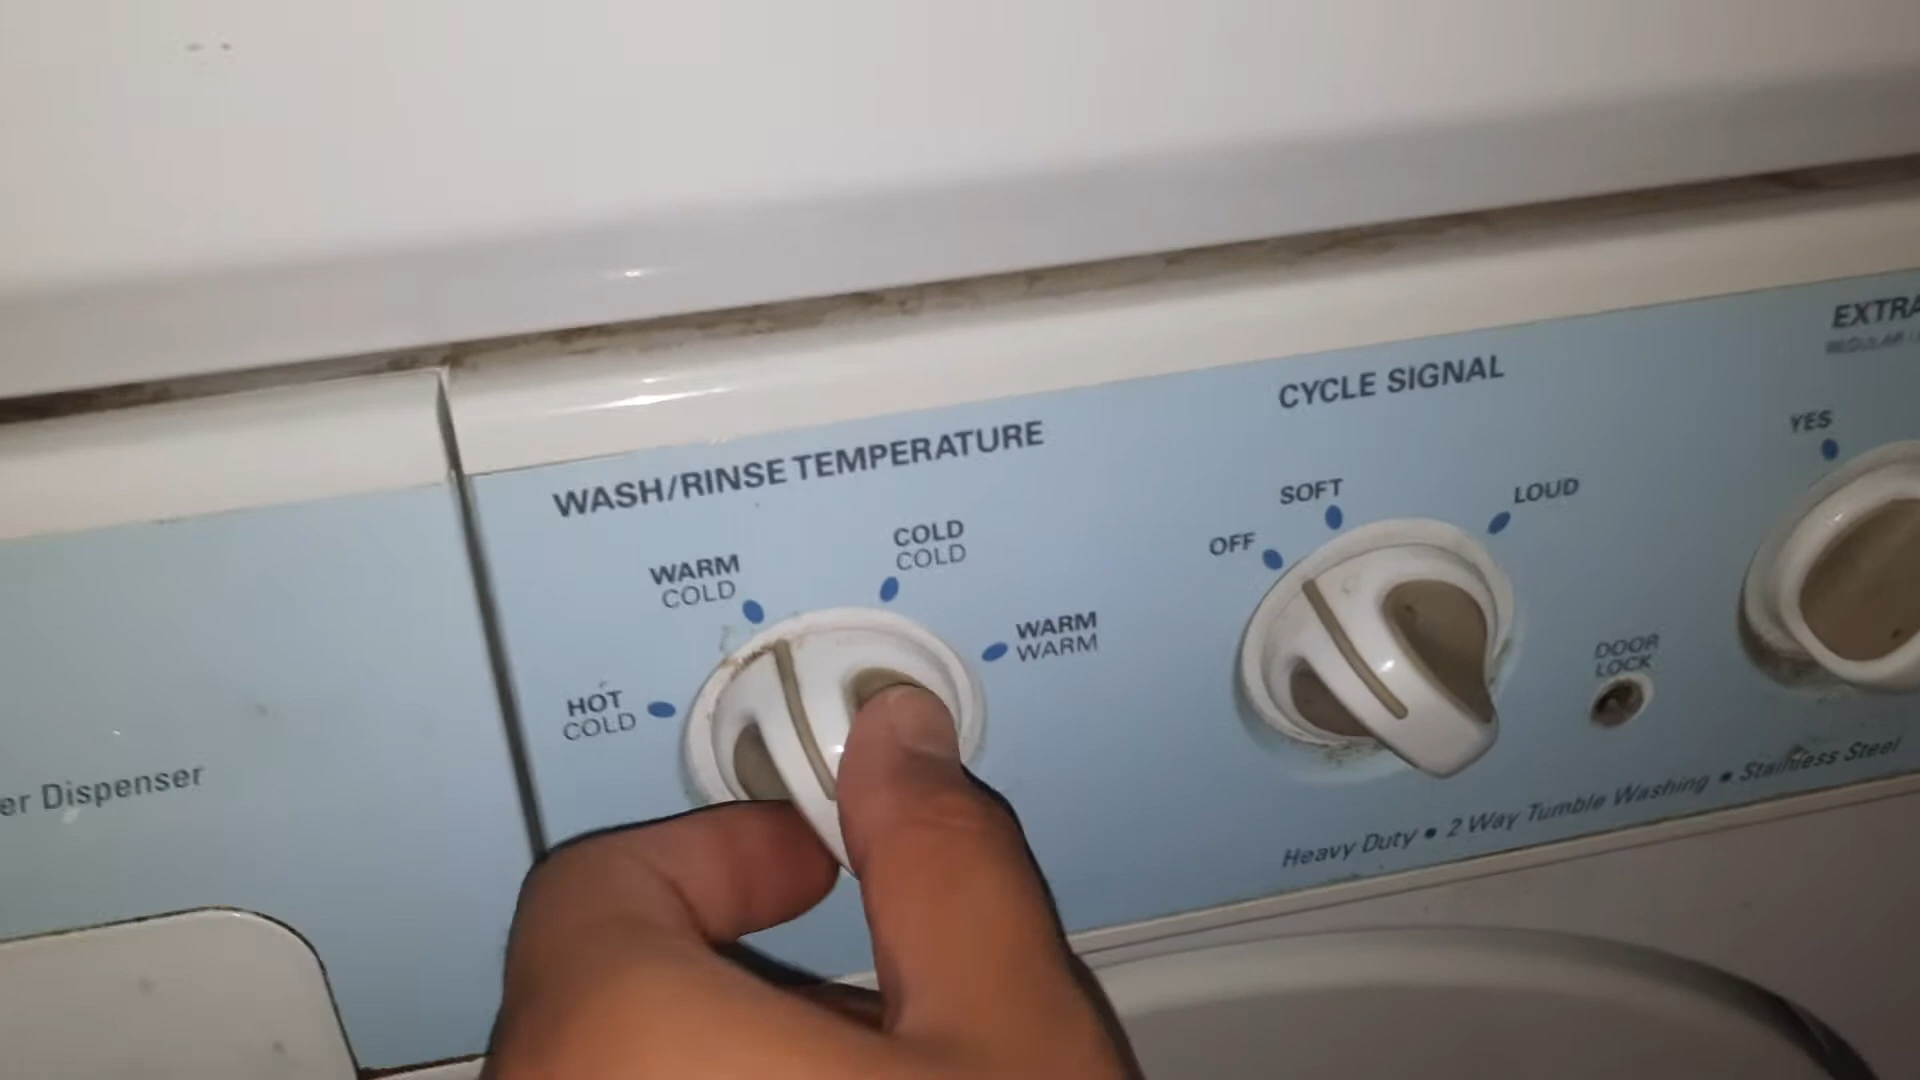 er Dispenser
WASH/RINSE TEMPERATURE
HOT
COLD
WARM
COLD
COLD
COLD
WARM
WARM
CYCLE SIGNAL
OFF
SOFT
LOUD
DOOR
LOCK
EXTRA
REGULAR /
YES
Heavy Duty • 2 Way Tumble Washing • Stainless Steel